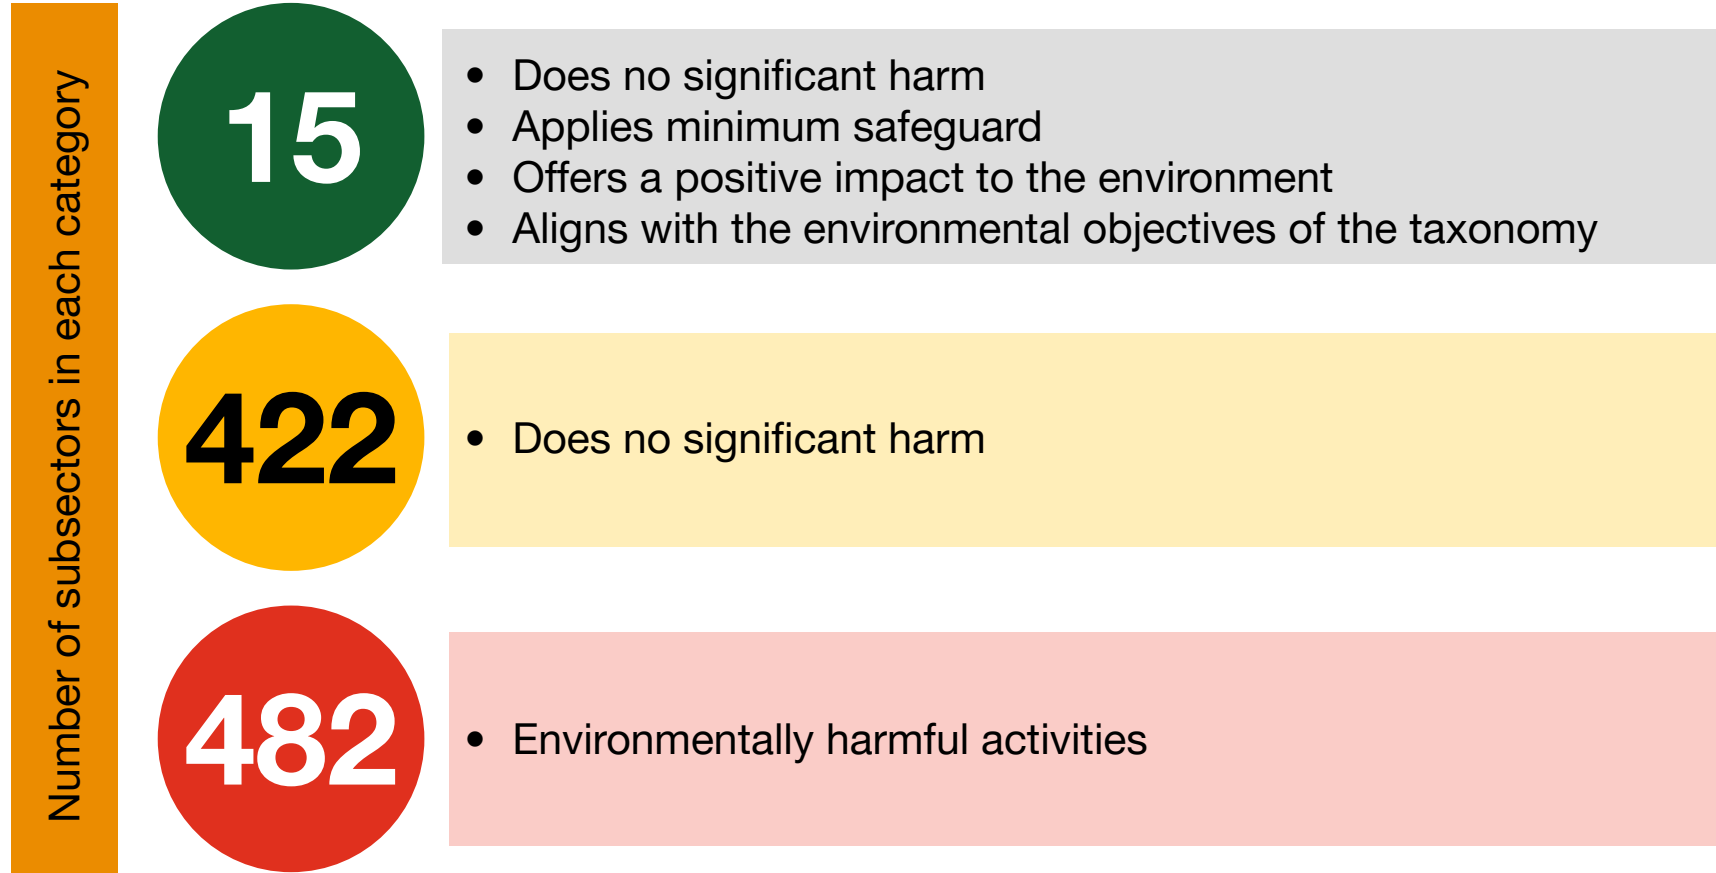 Number of subsectors in each category
15
• Does no significant harm
• Applies minimum safeguard
• Offers a positive impact to the environment
• Aligns with the environmental objectives of the taxonomy
422
• Does no significant harm
482
• Environmentally harmful activities